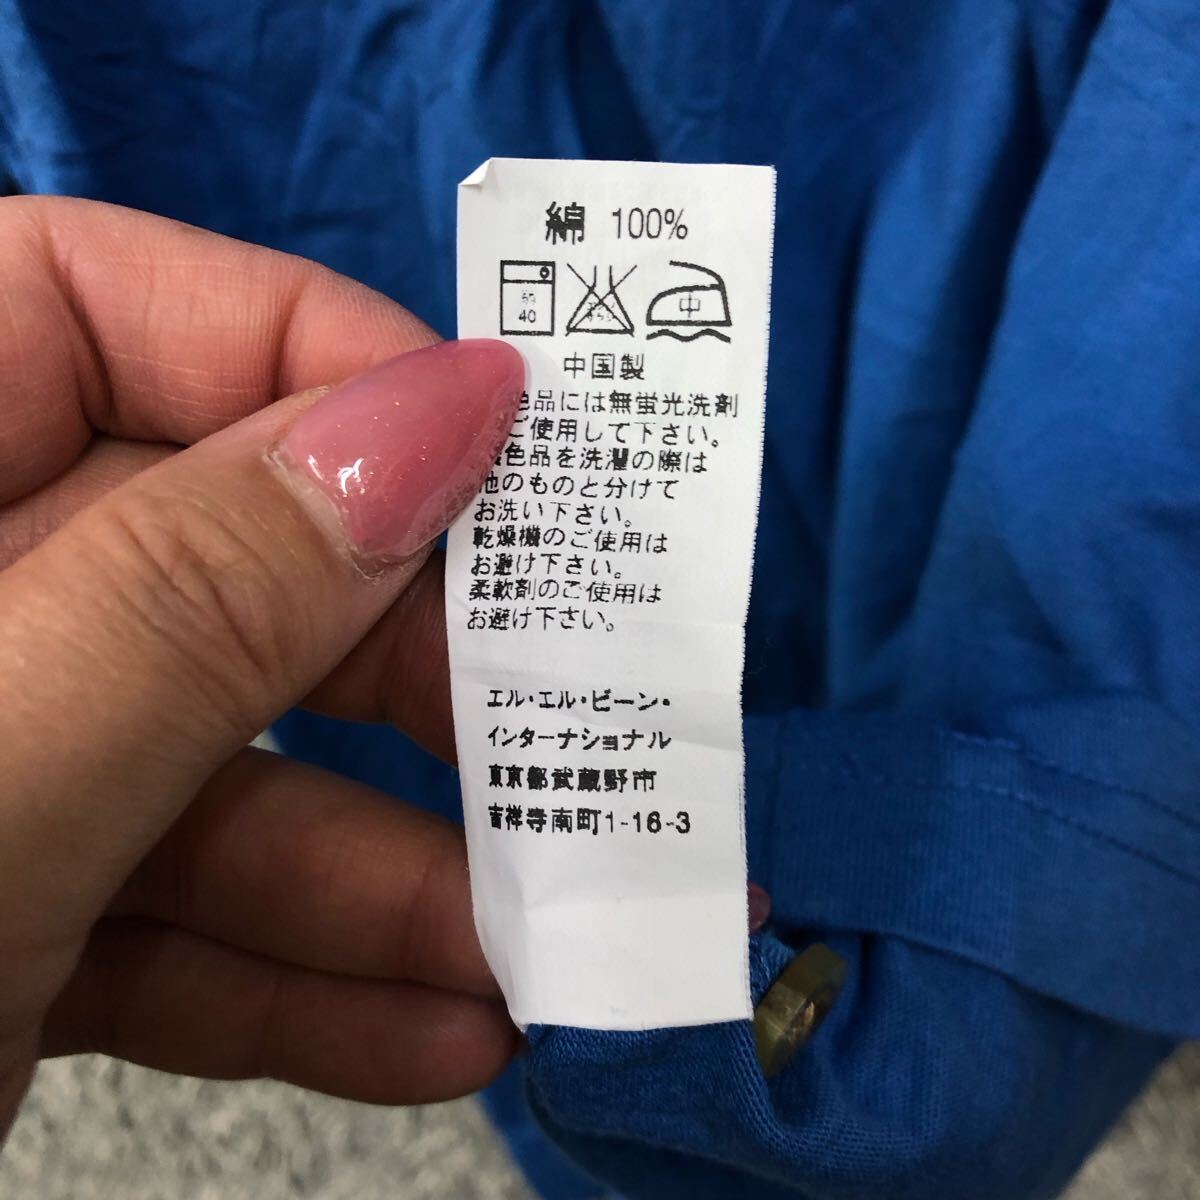 綿 100%
40
中
中国製
色品には無蛍光洗剤
ご使用して下さい。
色品を洗濯の際は
他のものと分けて
お洗い下さい。
乾燥機のご使用は
お避け下さい。
柔軟剤のご使用は
お避け下さい。
エル・エル・ビーン・
インターナショナル
東京都武蔵野市
吉祥寺南町1-16-3